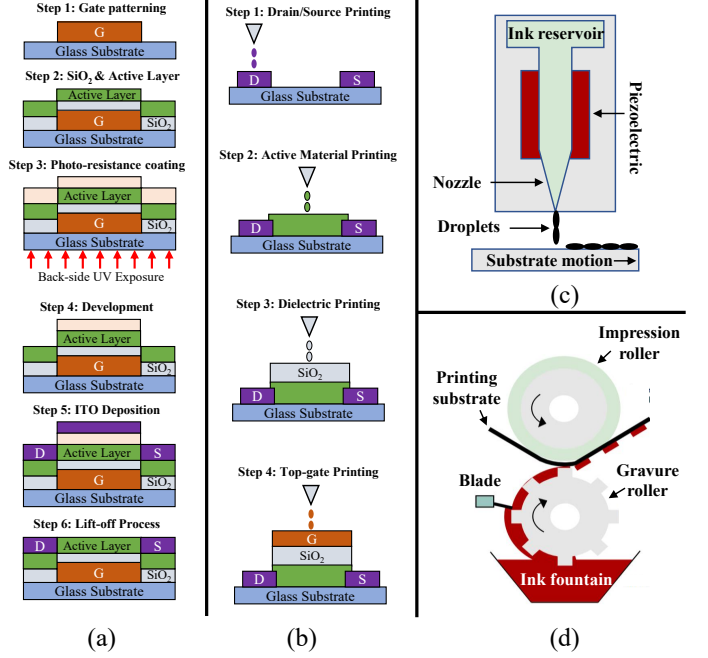 Step 1: Gate patterning
G
Glass Substrate
Step 2: SiO₂ & Active Layer
Active Layer
G
SiO₂
Glass Substrate
Step 3: Photo-resistance coating
Active Layer
G
SiO₂
Glass Substrate
Back-side UV Exposure
Step 4: Development
Active Layer
G
SiO₂
Glass Substrate
Step 5: ITO Deposition
D Active Layer S
G
SiO₂
Glass Substrate
Step 6: Lift-off Process
D Active Layer S
G
SiO₂
Glass Substrate
(a)
Step 1: Drain/Source Printing
D S
Glass Substrate
Step 2: Active Material Printing
D S
Glass Substrate
Step 3: Dielectric Printing
SiO₂
D S
Glass Substrate
Step 4: Top-gate Printing
G
SiO₂
D S
Glass Substrate
(b)
Ink reservoir
Piezoelectric
Nozzle
Droplets
Substrate motion
(c)
Impression
roller
Printing
substrate
Gravure
roller
Blade
Ink fountain
(d)